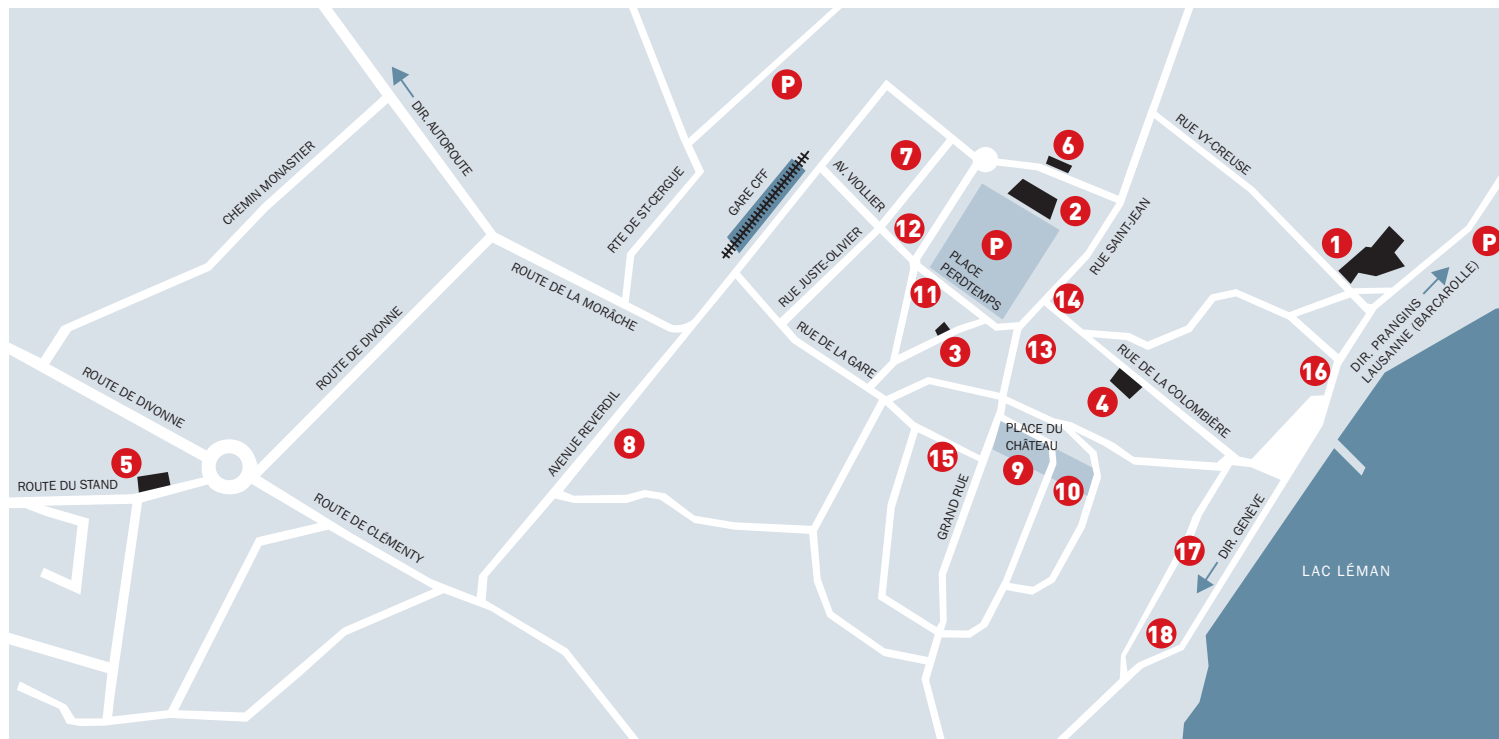 DIR. AUTOROUTE
CHEMIN MONASTIER
P
RTE DE ST-CERGUE
GARE CFF
7
6
AV. VIOLLIER
RUE VY-CREUSE
2
12
P
PLACE
PERDTEMPS
RUE SAINT-JEAN
1
P
RUE JUSTE-OLIVIER
ROUTE DE LA MORÂCHE
11
14
DIR. PRANGINS
LAUSANNE (BARCAROLLE)
ROUTE DE DIVONNE
RUE DE LA GARE
3
13
16
ROUTE DE DIVONNE
RUE DE LA COLOMBIÈRE
4
AVENUE REVERDIL
8
PLACE DU
CHÂTEAU
5
15
9
10
ROUTE DU STAND
GRAND RUE
ROUTE DE CLÉMENTY
DIR. GENÈVE
17
LAC LÉMAN
18